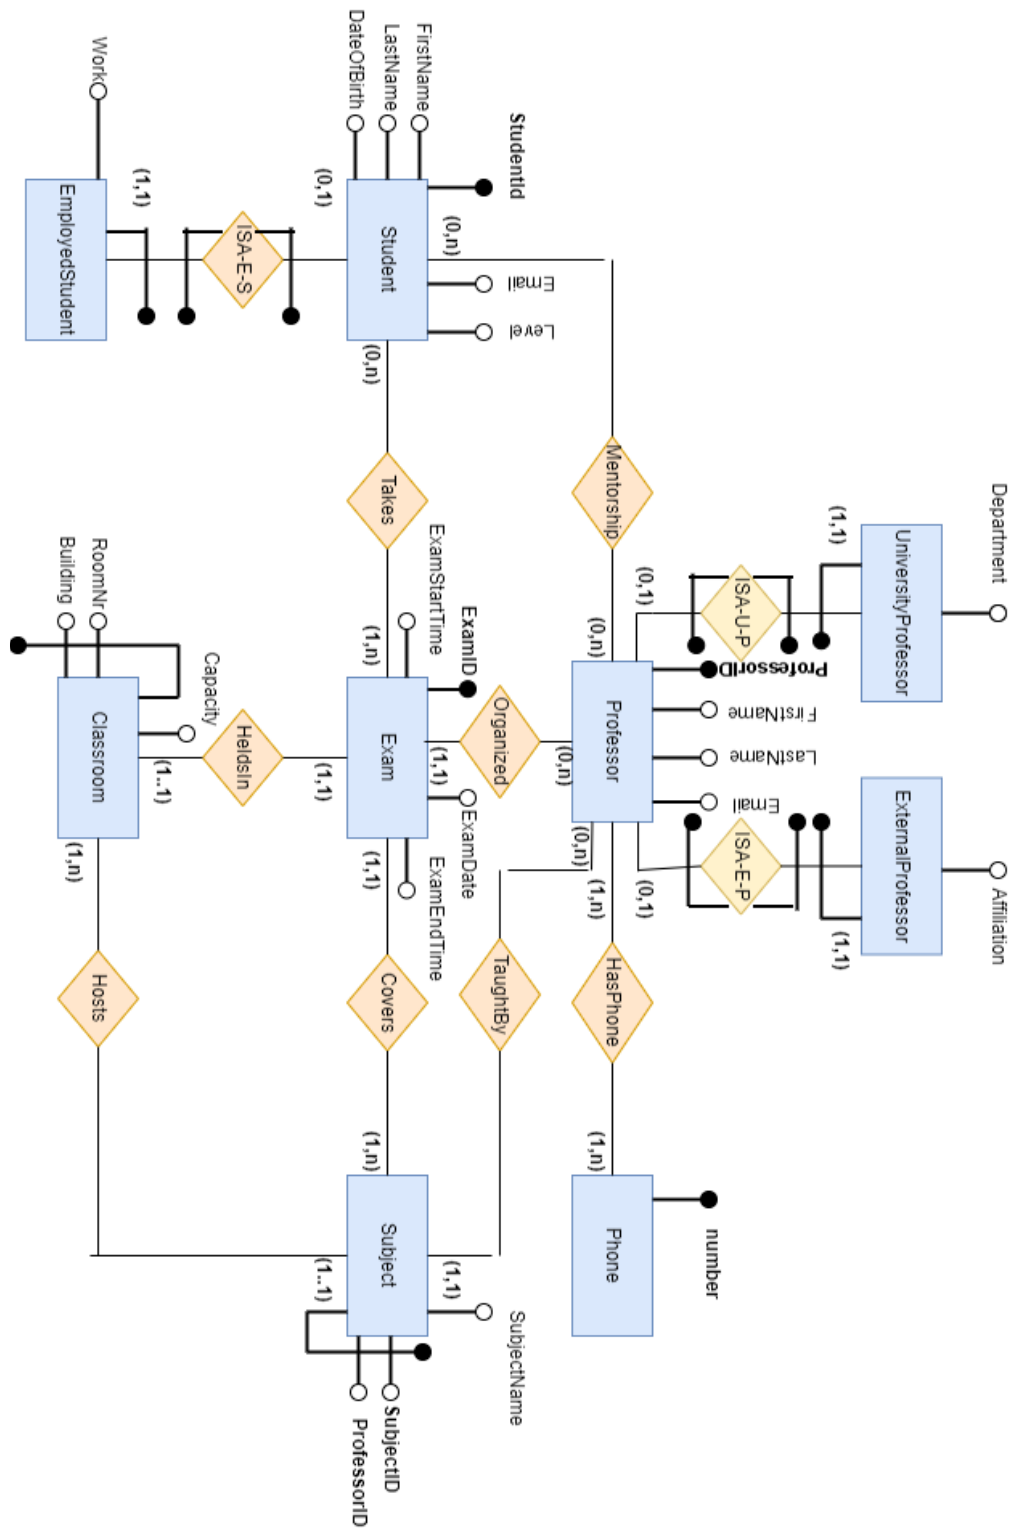 Work
EmployedStudent
(1,1)
ISA-E-S
(0,1)
DateOfBirth
LastName
FirstName
StudentId
Student
(0,n)
Email
Level
(0,n)
Takes
(1,n)
Mentorship
(0,n)
Department
UniversityProfessor
(1,1)
ISA-U-P
(0,1)
ProfessorID
FirstName
LastName
Email
Professor
(0,n)
Organized
(1,1)
ExamStartTime
ExamID
Exam
ExamDate
ExamEndTime
(1,1)
HeldsIn
(1..1)
Building
RoomNr
Capacity
Classroom
(1,n)
Hosts
(1..1)
(1,1)
Covers
(1,n)
(0,n)
TaughtBy
(1,1)
(1,n)
HasPhone
(1,n)
Phone
number
Affiliation
ExternalProfessor
(1,1)
ISA-E-P
(0,1)
Subject
SubjectName
SubjectID
ProfessorID